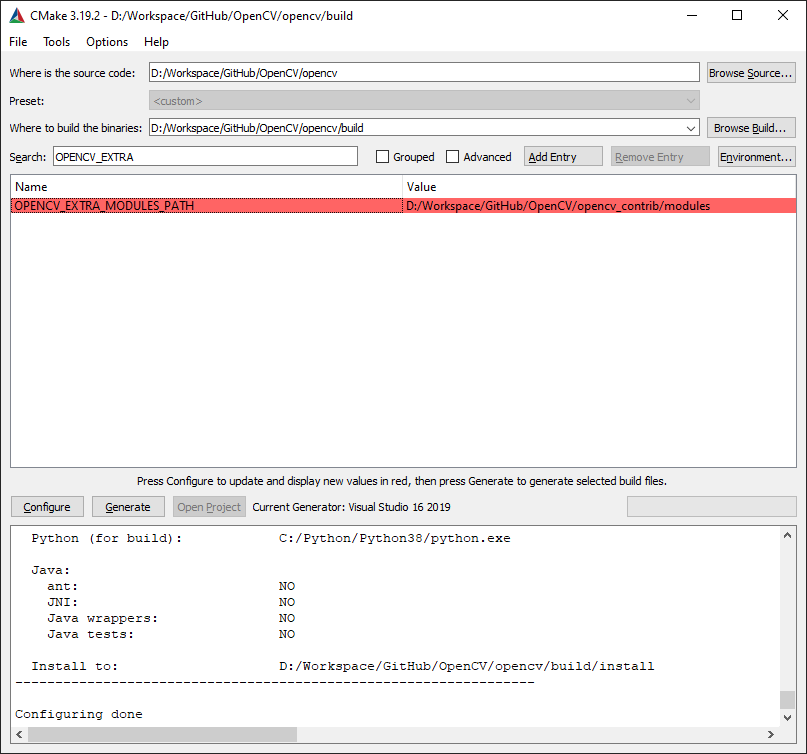 CMake 3.19.2 - D:/Workspace/GitHub/OpenCV/opencv/build
File Tools Options Help
Where is the source code: D:/Workspace/GitHub/OpenCV/opencv Browse Source...
Preset: <custom>
Where to build the binaries: D:/Workspace/GitHub/OpenCV/opencv/build Browse Build...
Search: OPENCV_EXTRA Grouped Advanced Add Entry Remove Entry Environment...
Name Value
OPENCV_EXTRA_MODULES_PATH D:/Workspace/GitHub/OpenCV/opencv_contrib/modules
Press Configure to update and display new values in red, then press Generate to generate selected build files.
Configure Generate Open Project Current Generator: Visual Studio 16 2019
Python (for build): C:/Python/Python38/python.exe
Java:
ant: NO
JNI: NO
Java wrappers: NO
Java tests: NO
Install to: D:/Workspace/GitHub/OpenCV/opencv/build/install
-----------------------------------------------------------------
Configuring done